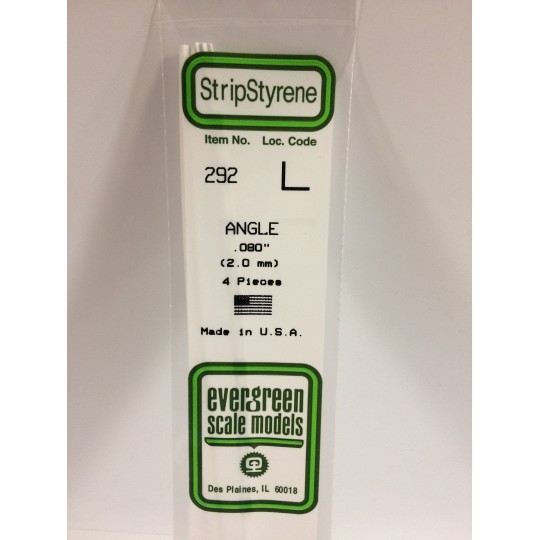 StripStyrene
Item No. Loc. Code
292 L
ANGLE
.080"
(2.0 mm)
4 Pieces
Made in U.S.A.
evergreen
scale models
Des Plaines, IL 60018